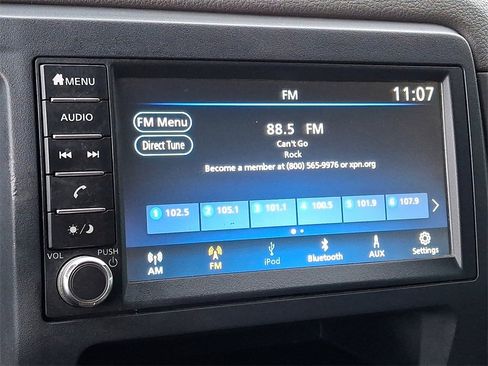 MENU
AUDIO
VOL
PUSH
FM
11:07
FM Menu
Direct Tune
88.5 FM
Can't Go
Rock
Become a member at (800) 565-9976 or xpn.org
1 102.5 2 105.1 3 101.1 4 100.5 5 101.9 6 107.9
AM FM iPod Bluetooth AUX Settings